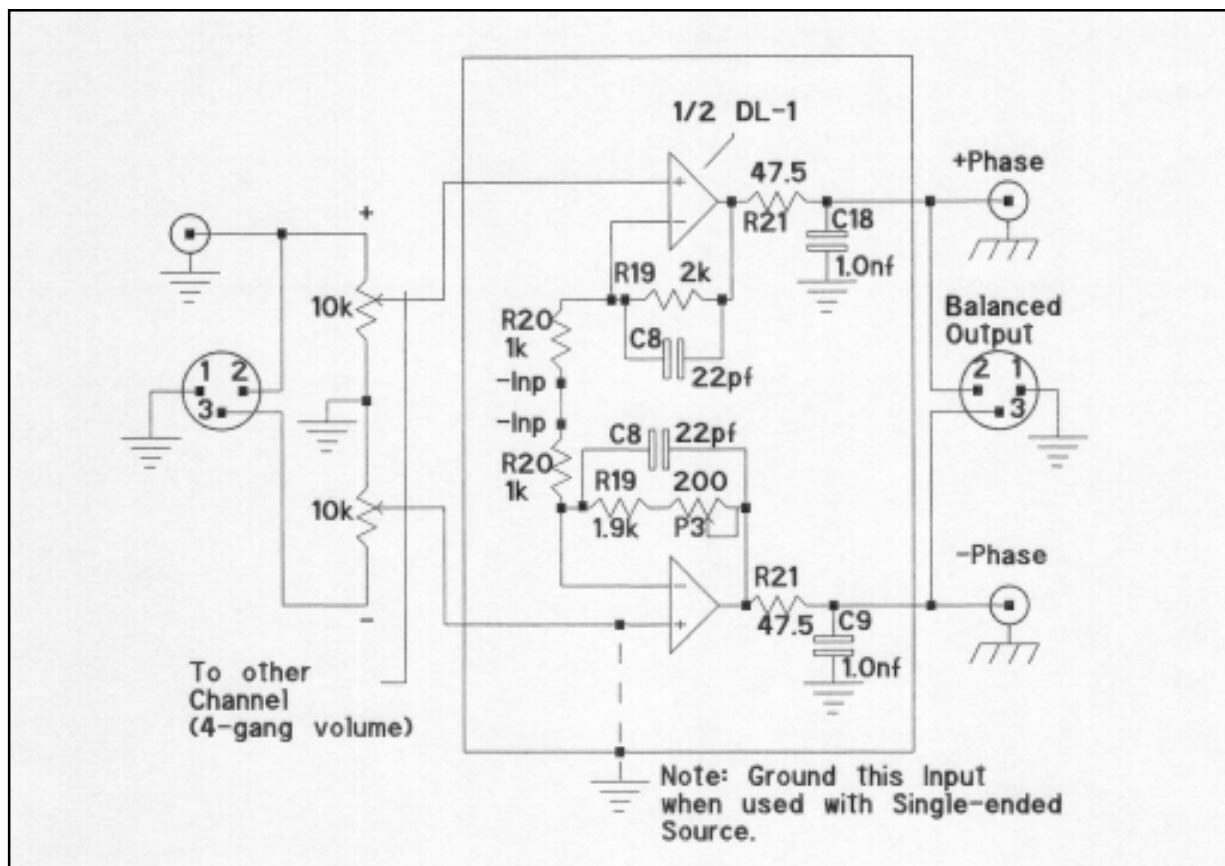 1/2 DL-1
+Phase
47.5
R21
C18
1.0nf
+
-
R19
2k
10k
R20
1k
C8
22pf
Balanced
Output
1
2
3
2
1
3
-Inp
-Inp
+
C8
22pf
R20
1k
R19
200
10k
1.9k
P3
-Phase
-
+
R21
47.5
C9
1.0nf
-
To other
Channel
(4-gang volume)
Note: Ground this Input
when used with Single-ended
Source.